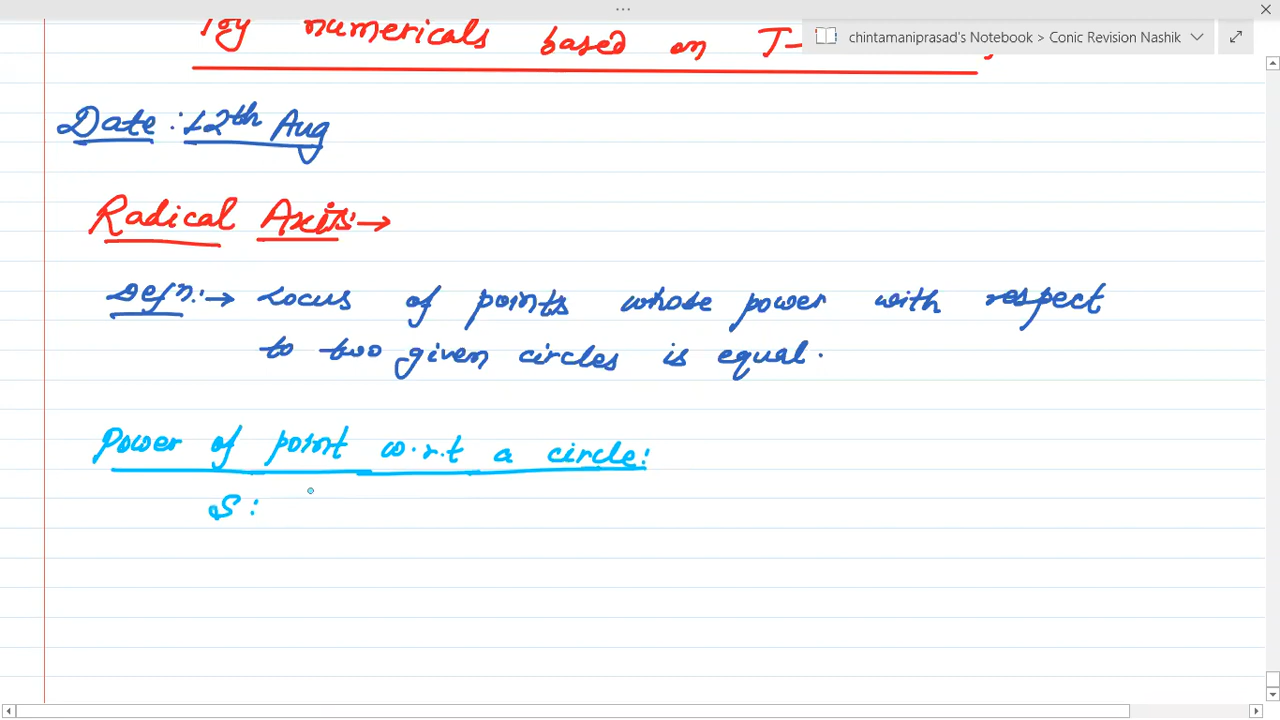 chintamaniprasad's Notebook > Conic Revision Nashik
numericals based on T-
Date: 12th Aug
Radical Axis:→
Defn:→ Locus of points whose power with respect
to two given circles is equal.
Power of point w.r.t a circle:
S: